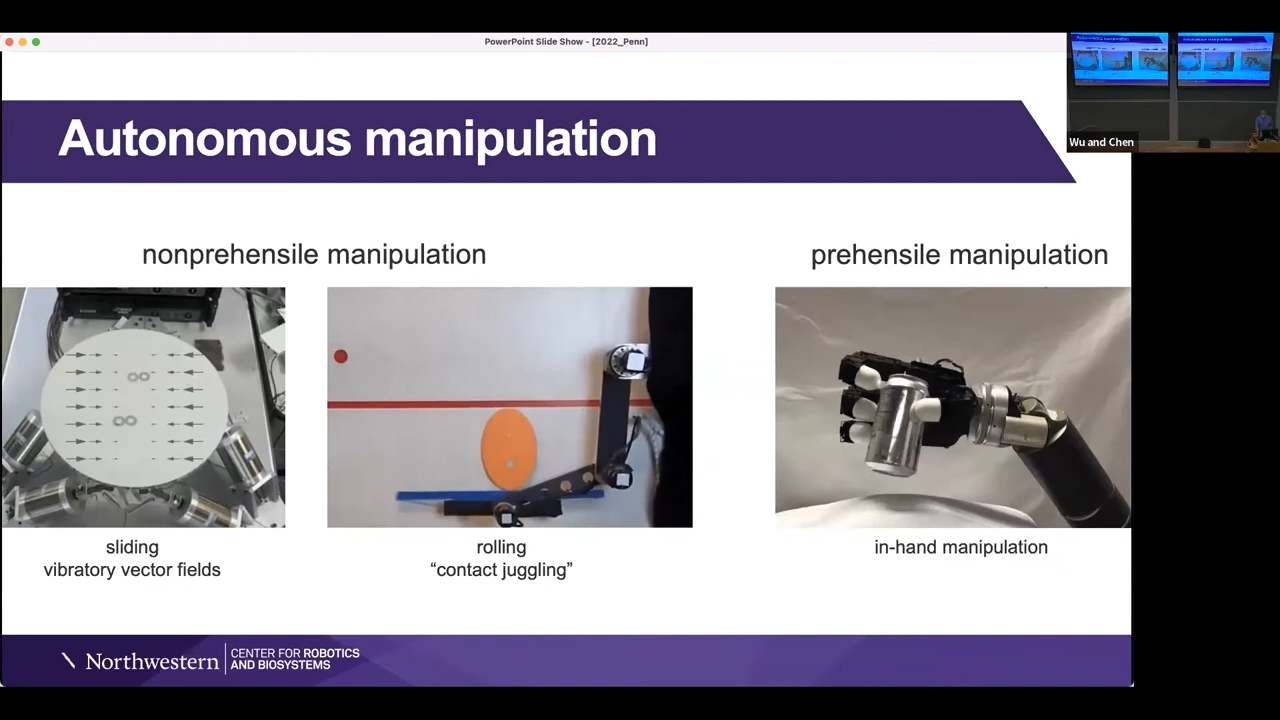 PowerPoint Slide Show - [2022_Penn]
Autonomous manipulation
Wu and Chen
nonprehensile manipulation
prehensile manipulation
sliding
vibratory vector fields
rolling
“contact juggling”
in-hand manipulation
Northwestern
CENTER FOR ROBOTICS
AND BIOSYSTEMS